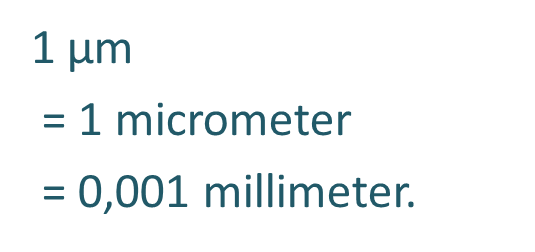 1 µm
= 1 micrometer
= 0,001 millimeter.